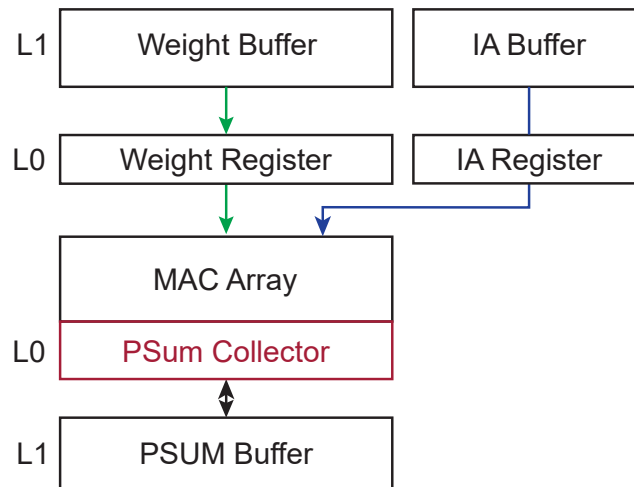 L1 Weight Buffer IA Buffer
L0 Weight Register IA Register
MAC Array
L0 PSum Collector
L1 PSUM Buffer